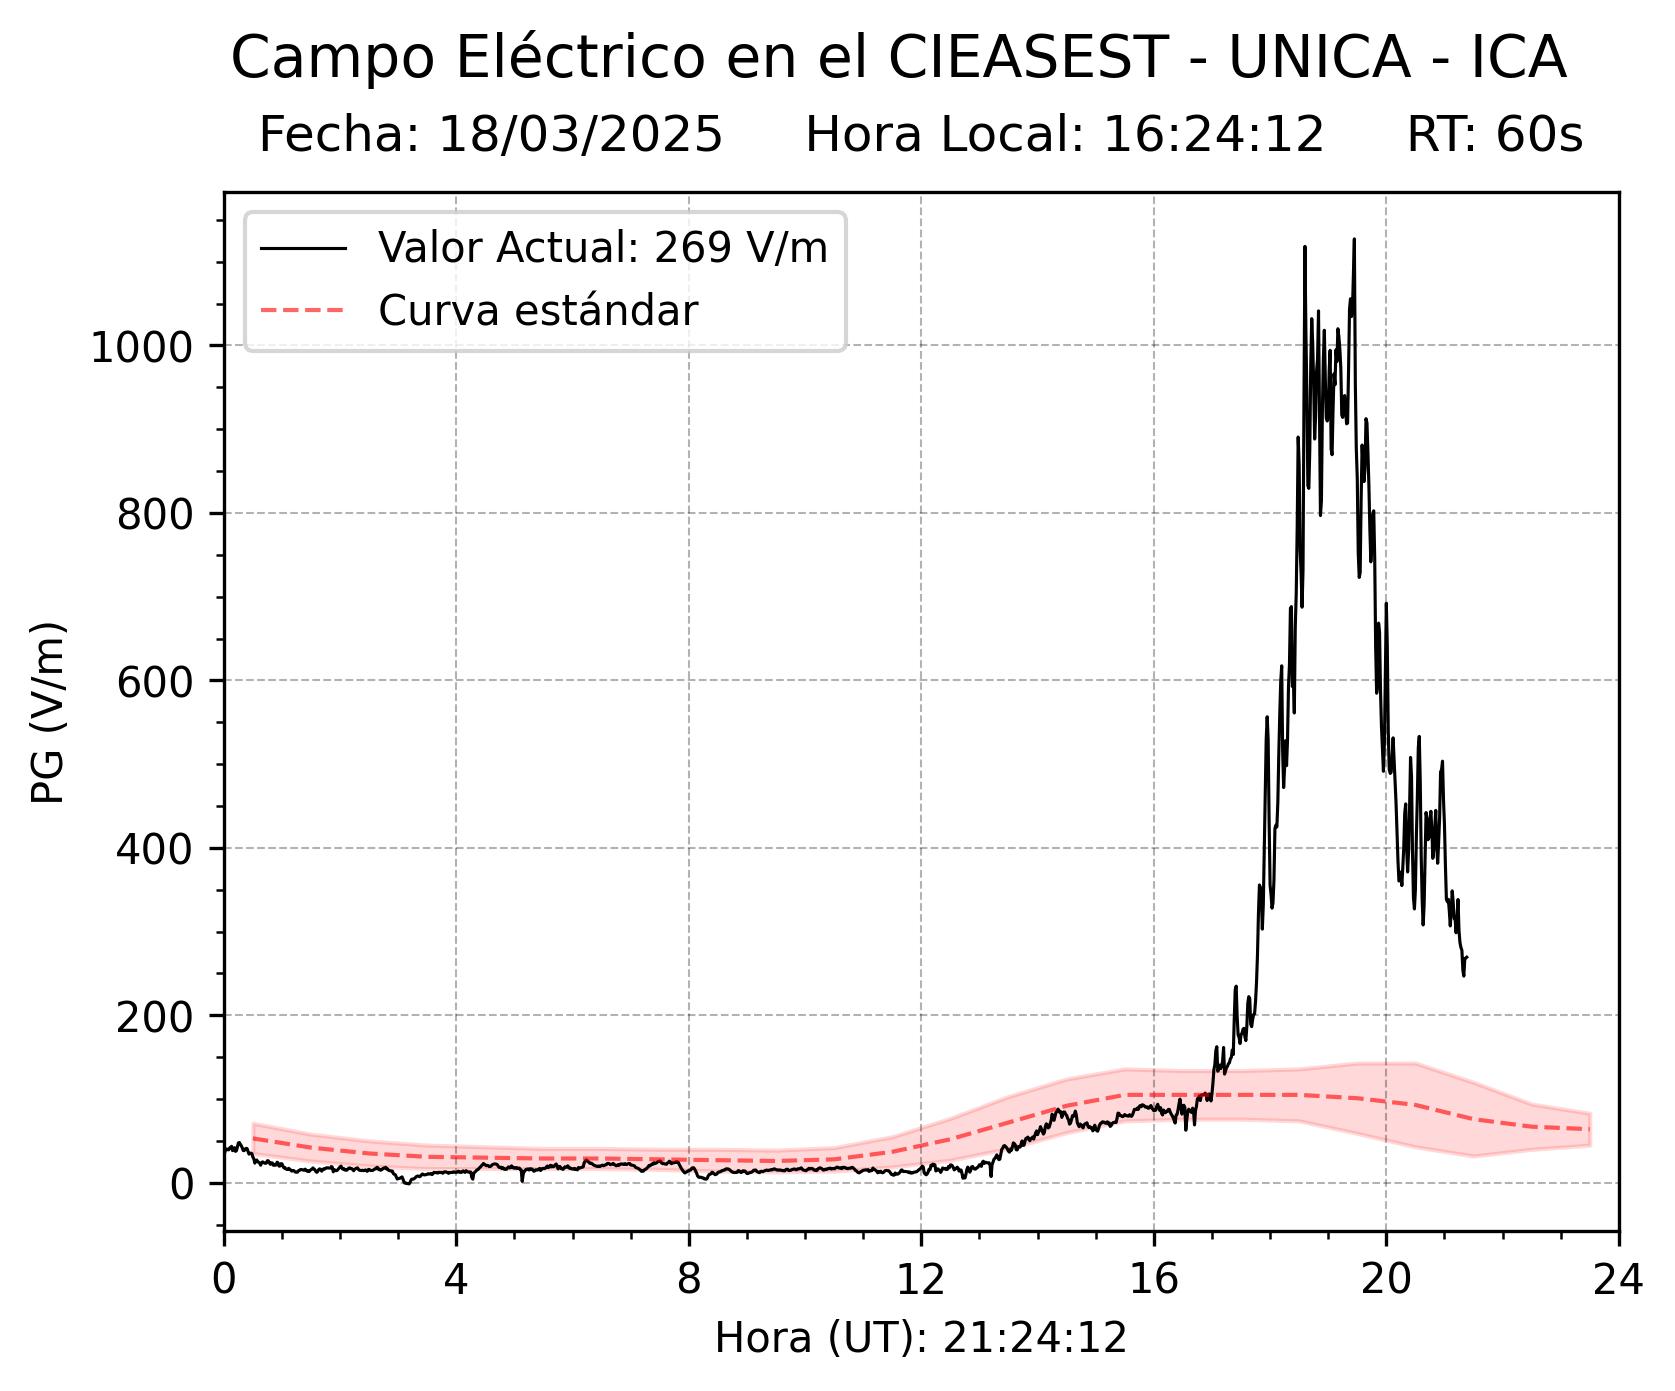 Campo Eléctrico en el CIEASEST - UNICA - ICA
Fecha: 18/03/2025 Hora Local: 16:24:12 RT: 60s
Valor Actual: 269 V/m
Curva estándar
PG (V/m)
1000
800
600
400
200
0
0 4 8 12 16 20 24
Hora (UT): 21:24:12